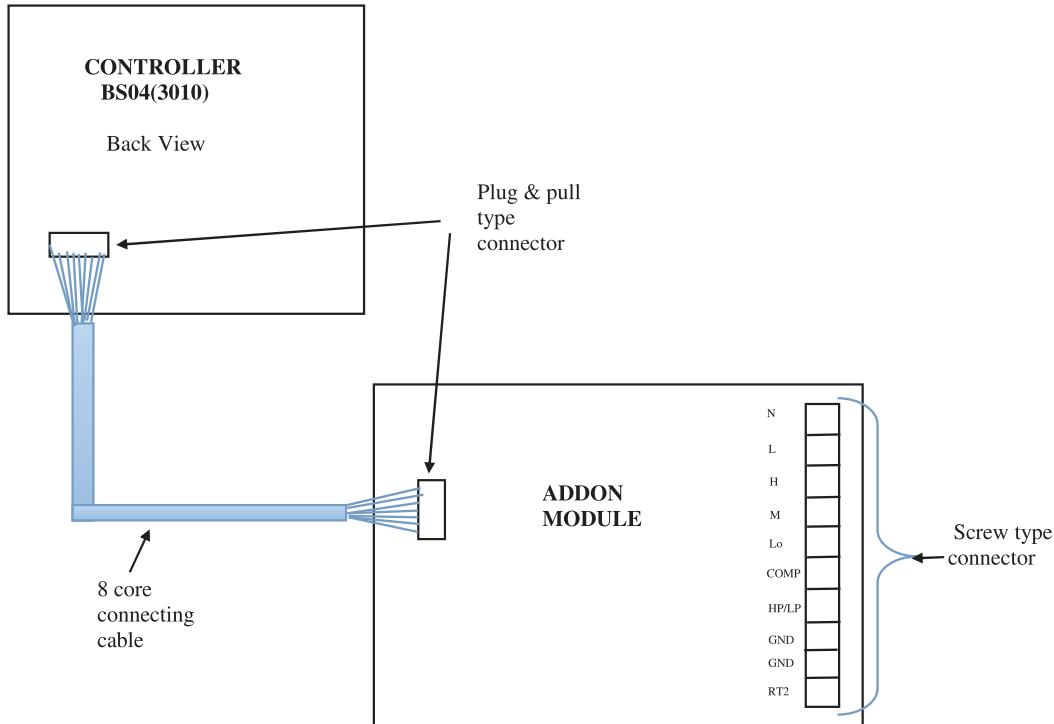 CONTROLLER
BS04(3010)
Back View
Plug & pull
type
connector
N
L
H
M
Lo
COMP
HP/LP
GND
GND
RT2
ADDON
MODULE
Screw type
connector
8 core
connecting
cable